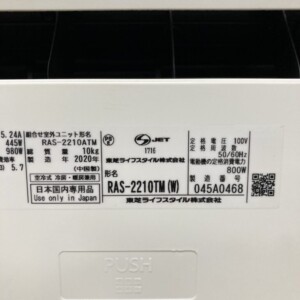 5.24A
445W
980W
5.7
組合せ室外ユニット形名
RAS-2210ATM
総質量 10kg
製造年 2020年
(中国製)
空冷式 冷房・暖房兼用
日本国内専用品
Use only in Japan
JET
1716
東芝ライフスタイル株式会社
形名
RAS-2210TM(W)
東芝ライフスタイル株式会社
定格電圧 100V
定格周波数
50/60Hz
電動機の定格消費電力
800W
製造番号
045A0468
PUSH